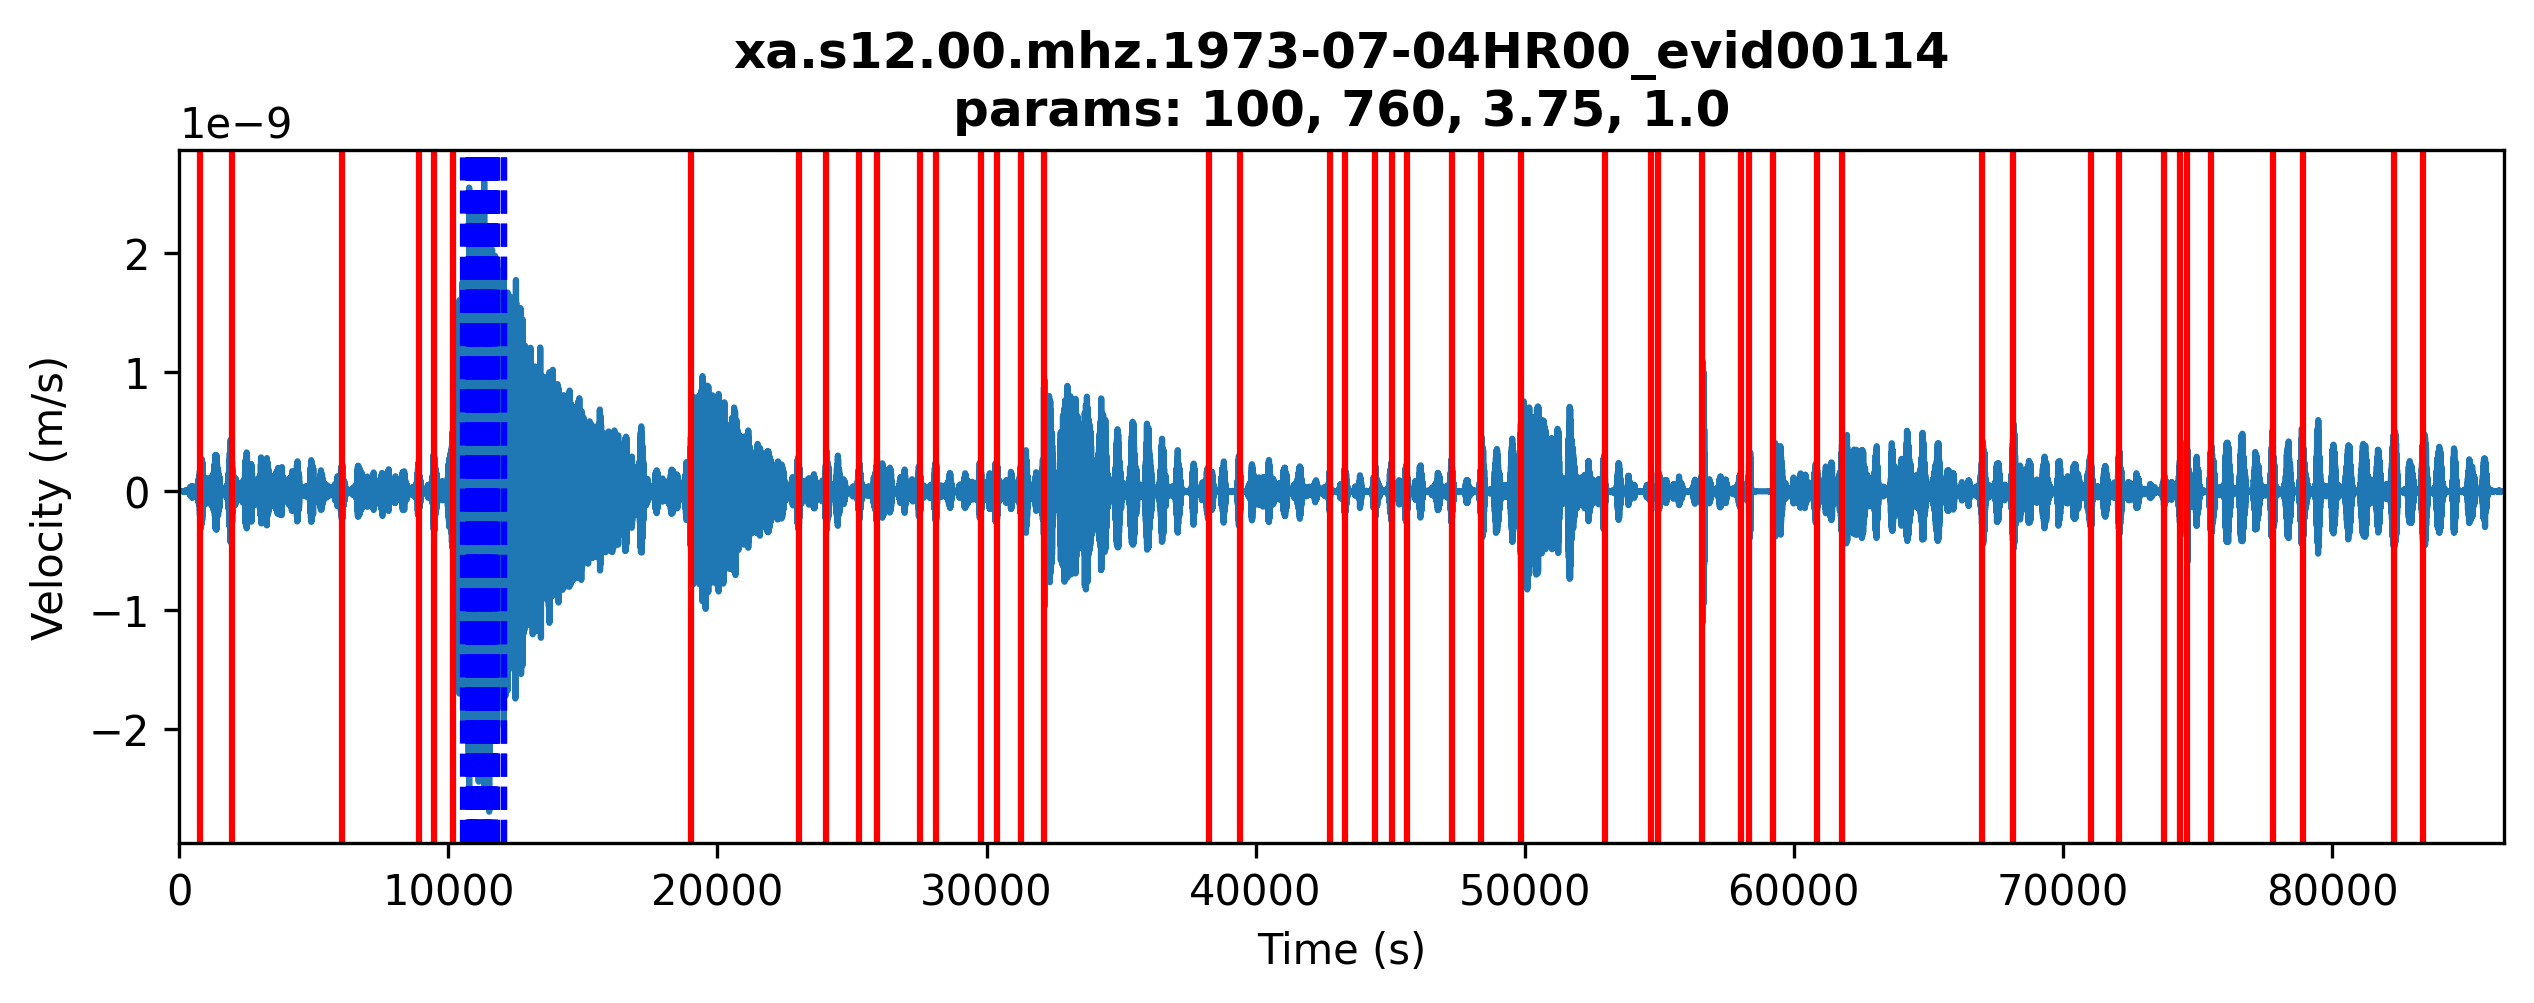 xa.s12.00.mhz.1973-07-04HR00_evid00114
params: 100, 760, 3.75, 1.0
1e−9
2
1
0
−1
−2
Velocity (m/s)
0 10000 20000 30000 40000 50000 60000 70000 80000
Time (s)